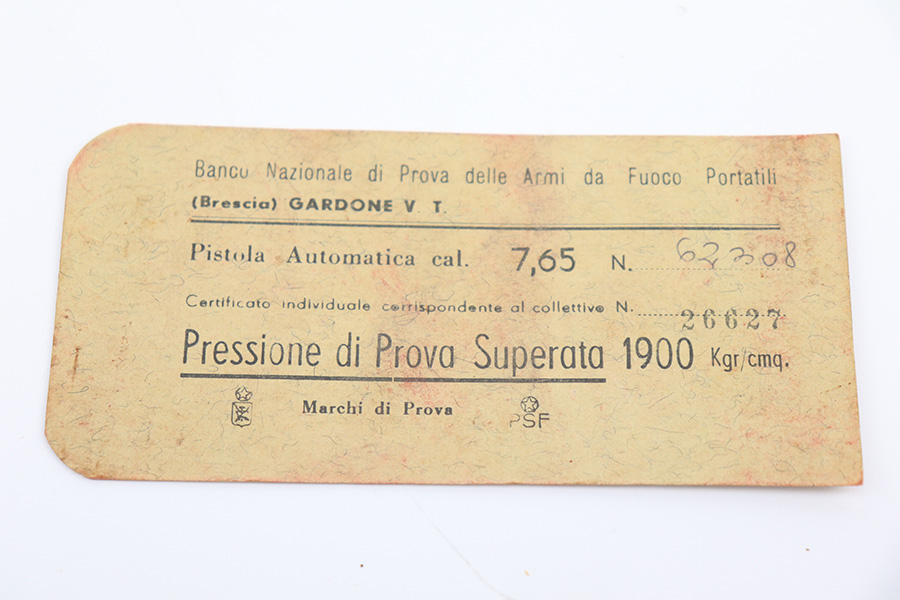 Banco Nazionale di Prova delle Armi da Fuoco Portatili
(Brescia) GARDONE V. T.
Pistola Automatica cal. 7,65 N.
Certificato individuale corrispondente al collettivo N. 26627
Pressione di Prova Superata 1900 Kgr/cmq.
Marchi di Prova PSF